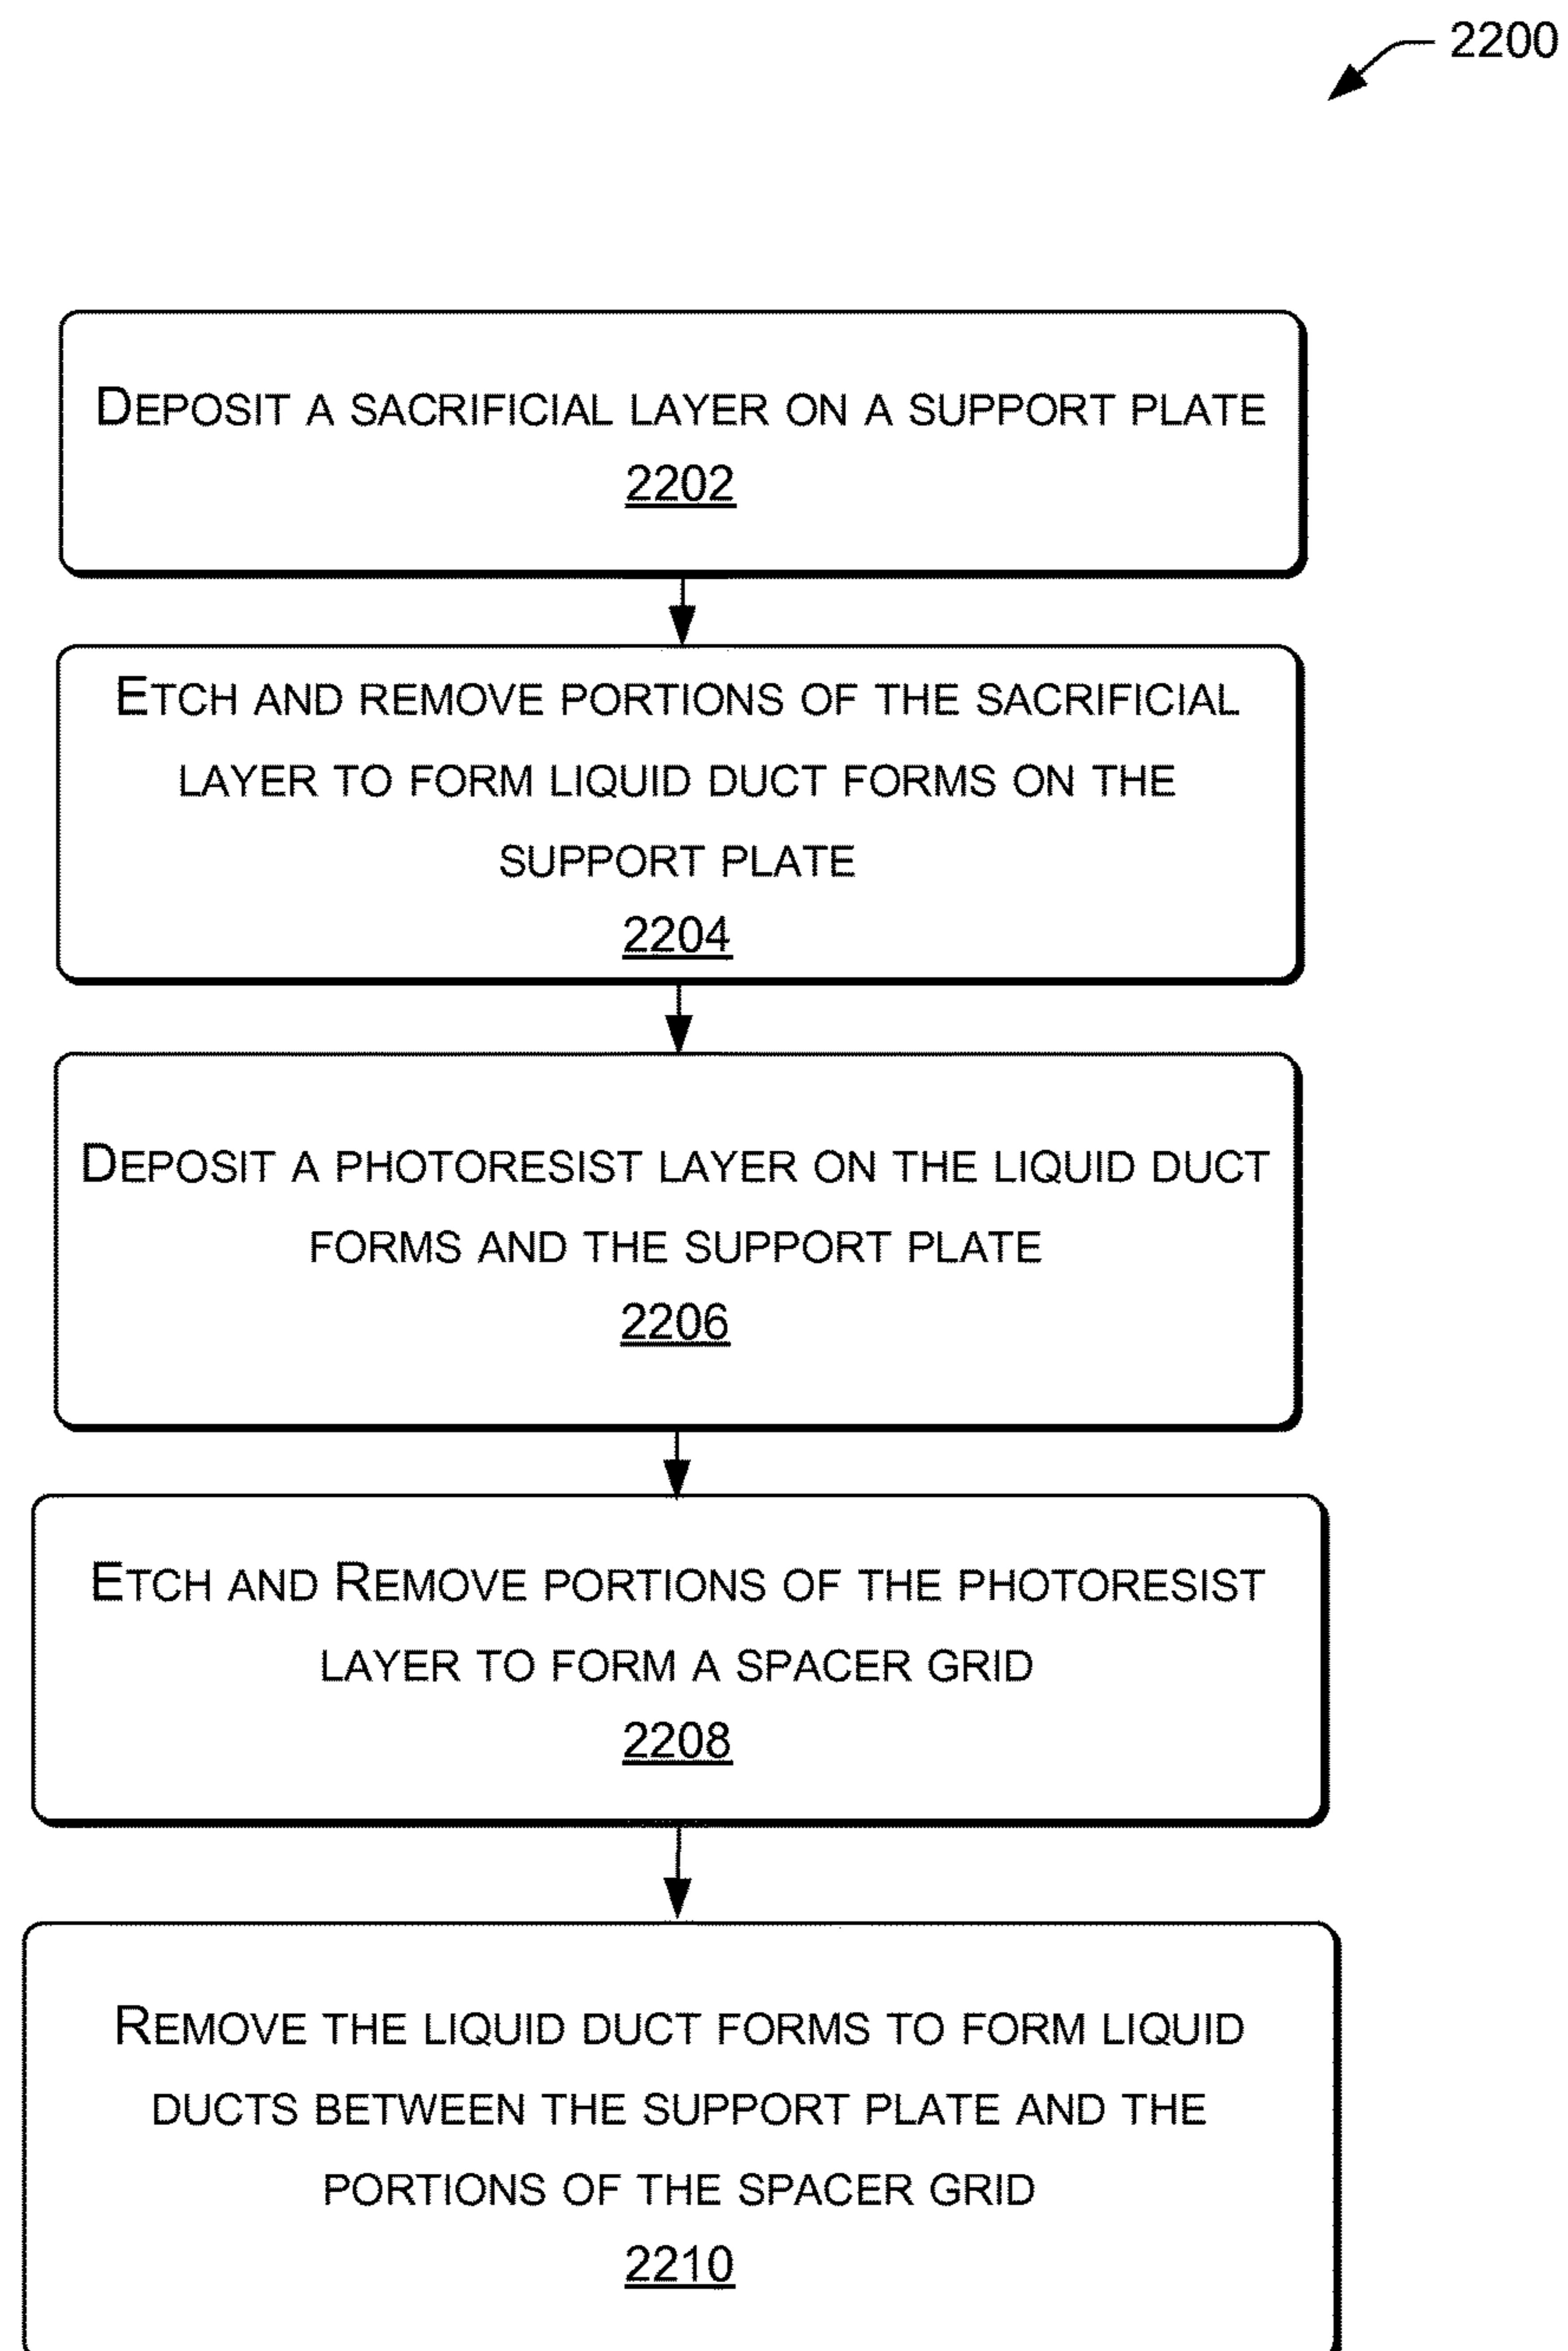 2200
DEPOSIT A SACRIFICIAL LAYER ON A SUPPORT PLATE
2202
ETCH AND REMOVE PORTIONS OF THE SACRIFICIAL
LAYER TO FORM LIQUID DUCT FORMS ON THE
SUPPORT PLATE
2204
DEPOSIT A PHOTORESIST LAYER ON THE LIQUID DUCT
FORMS AND THE SUPPORT PLATE
2206
ETCH AND REMOVE PORTIONS OF THE PHOTORESIST
LAYER TO FORM A SPACER GRID
2208
REMOVE THE LIQUID DUCT FORMS TO FORM LIQUID
DUCTS BETWEEN THE SUPPORT PLATE AND THE
PORTIONS OF THE SPACER GRID
2210